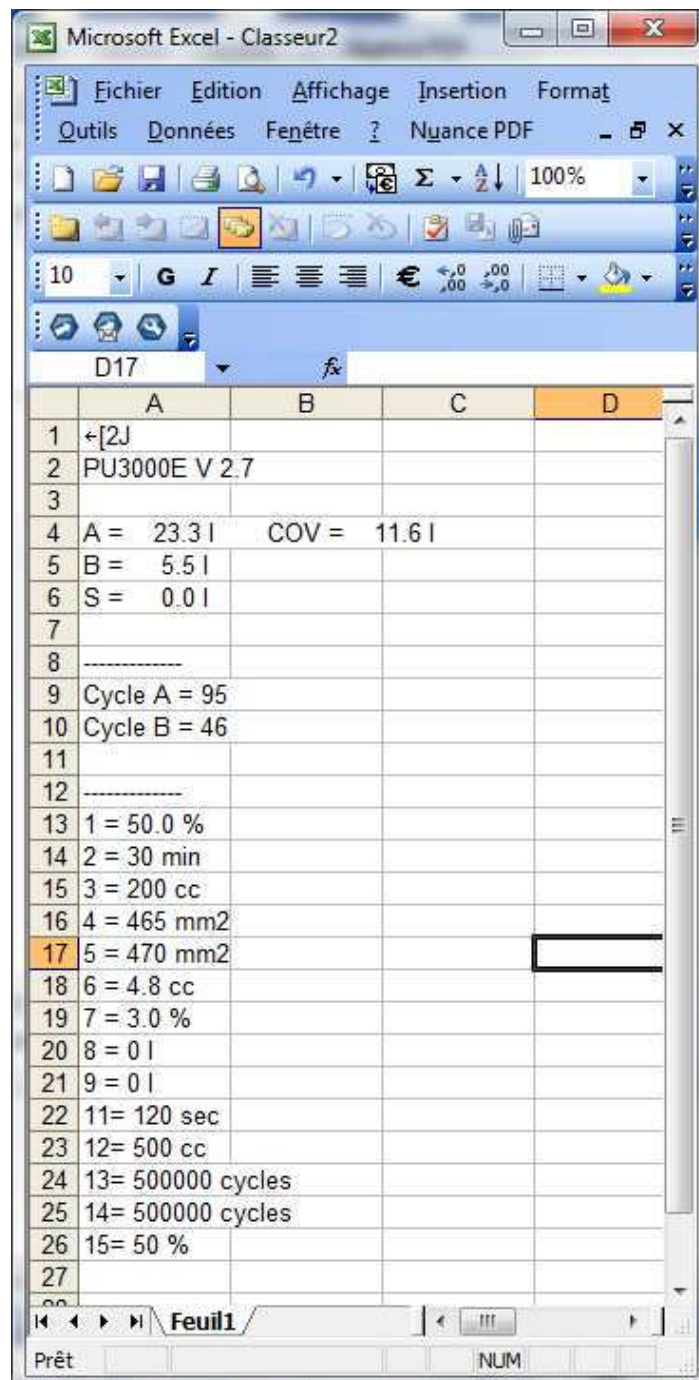 Microsoft Excel - Classeur2
Fichier Edition Affichage Insertion Format
Outils Données Fenêtre ? Nuance PDF
100%
10 G I €
D17 fx
A B C D
1 ←[2J
2 PU3000E V 2.7
3
4 A = 23.3 l COV = 11.6 l
5 B = 5.5 l
6 S = 0.0 l
7
8 -------------
9 Cycle A = 95
10 Cycle B = 46
11
12 -------------
13 1 = 50.0 %
14 2 = 30 min
15 3 = 200 cc
16 4 = 465 mm2
17 5 = 470 mm2
18 6 = 4.8 cc
19 7 = 3.0 %
20 8 = 0 l
21 9 = 0 l
22 11= 120 sec
23 12= 500 cc
24 13= 500000 cycles
25 14= 500000 cycles
26 15= 50 %
27
Feuil1
Prêt NUM